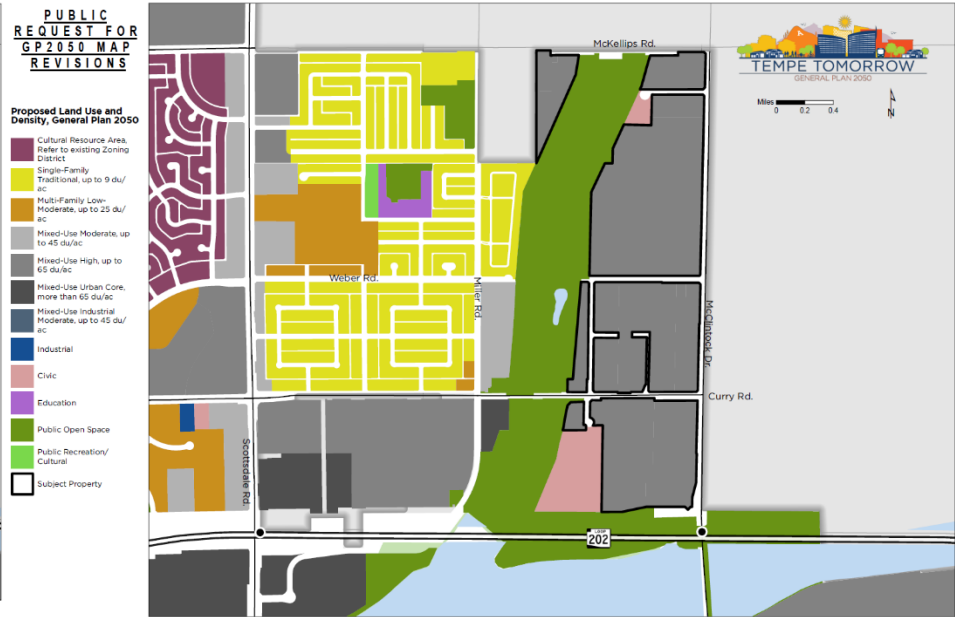 PUBLIC
REQUEST FOR
GP2050 MAP
REVISIONS
Proposed Land Use and
Density, General Plan 2050
Cultural Resource Area,
Refer to existing Zoning
District
Single-Family
Traditional, up to 9 du/
ac
Multi-Family Low-
Moderate, up to 25 du/
ac
Mixed-Use Moderate, up
to 45 du/ac
Mixed-Use High, up to
65 du/ac
Mixed-Use Urban Core,
more than 65 du/ac
Mixed-Use Industrial
Moderate, up to 45 du/
ac
Industrial
Civic
Education
Public Open Space
Public Recreation/
Cultural
Subject Property
McKellips Rd.
TEMPE TOMORROW
GENERAL PLAN 2050
Miles
0 0.2 0.4
N
Weber Rd.
Miller Rd.
McClintock Dr.
Curry Rd.
Scottsdale Rd.
LOOP
202